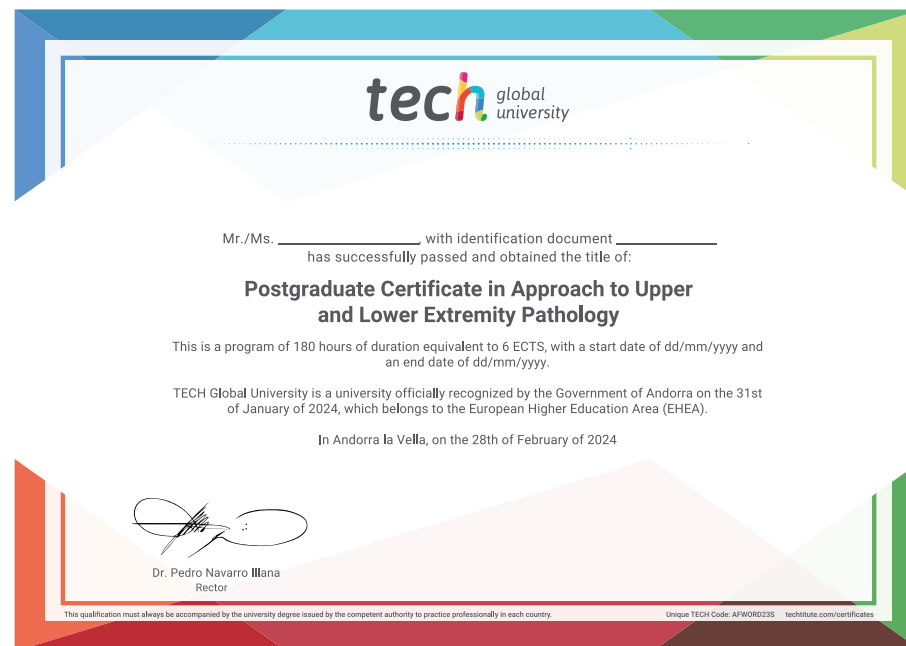 tech global
university
Mr./Ms. ________________, with identification document ____________
has successfully passed and obtained the title of:
Postgraduate Certificate in Approach to Upper
and Lower Extremity Pathology
This is a program of 180 hours of duration equivalent to 6 ECTS, with a start date of dd/mm/yyyy and
an end date of dd/mm/yyyy.
TECH Global University is a university officially recognized by the Government of Andorra on the 31st
of January of 2024, which belongs to the European Higher Education Area (EHEA).
In Andorra la Vella, on the 28th of February of 2024
Dr. Pedro Navarro Illana
Rector
This qualification must always be accompanied by the university degree issued by the competent authority to practice professionally in each country. Unique TECH Code: AFWORD23S techtitute.com/certificates